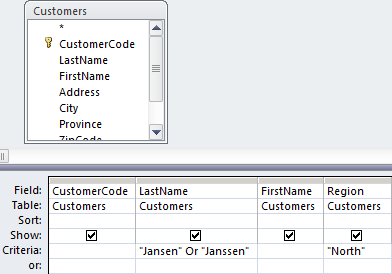 Customers
*
CustomerCode
LastName
FirstName
Address
City
Province
ZipCode
Field: CustomerCode LastName FirstName Region
Table: Customers Customers Customers Customers
Sort:
Show:
Criteria: "Jansen" Or "Janssen" "North"
or: